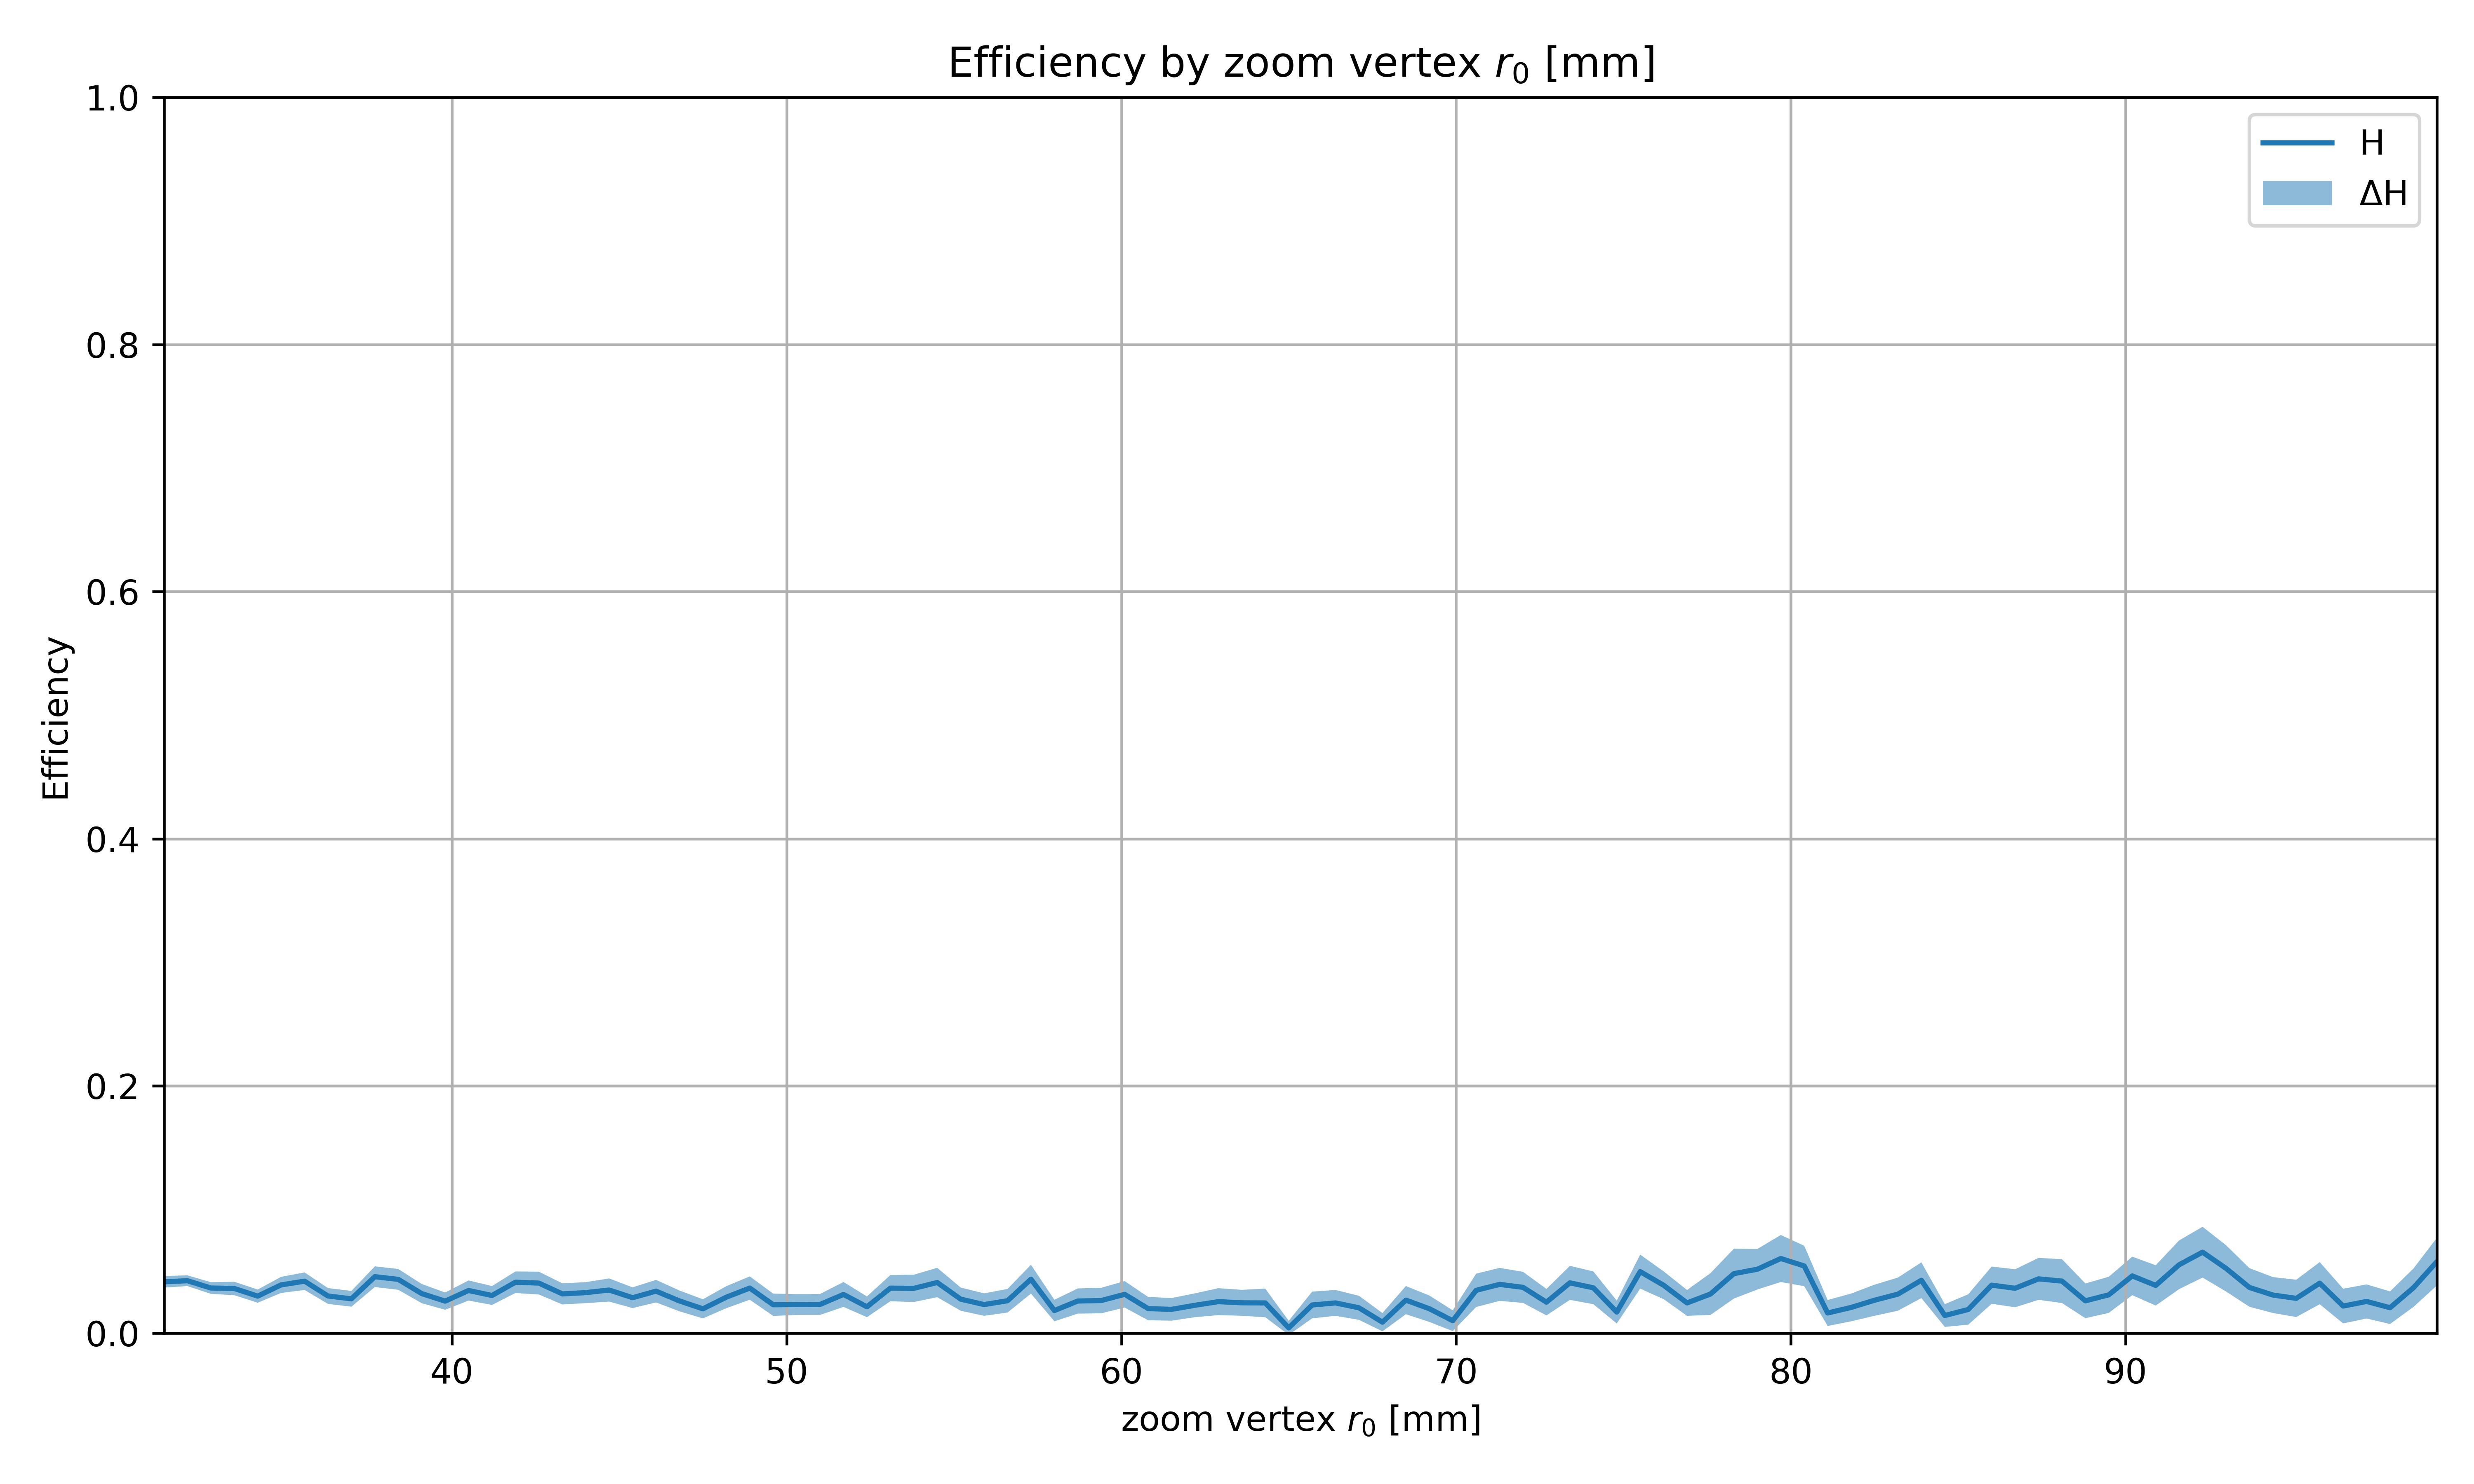 Efficiency by zoom vertex r₀ [mm]
H
ΔH
1.0
0.8
0.6
0.4
0.2
0.0
Efficiency
40 50 60 70 80 90
zoom vertex r₀ [mm]